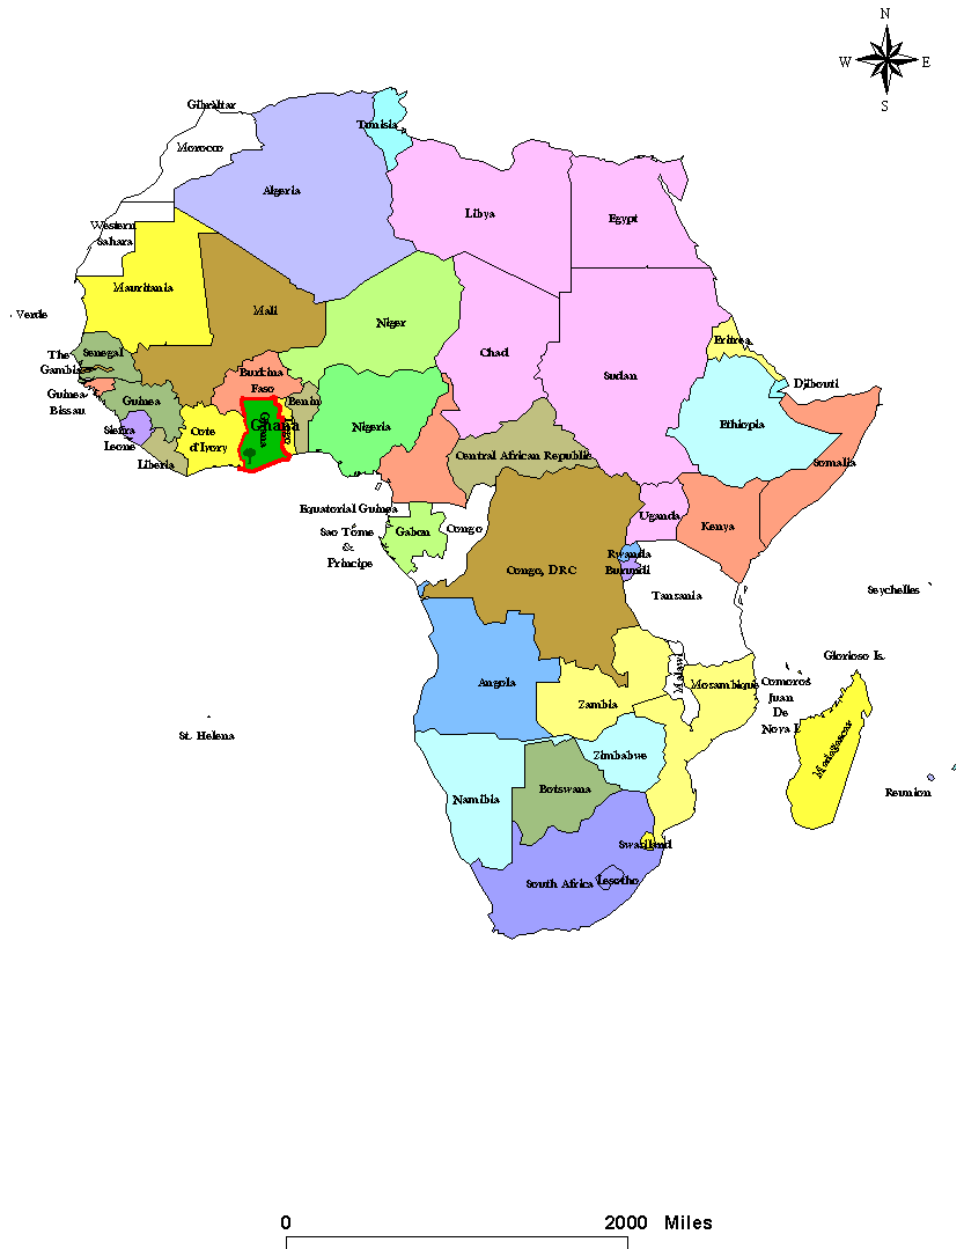 N
W E
S
Gibraltar
Tunisia
Morocco
Algeria
Libya
Egypt
Western
Sahara
Mauritania
Verde
Mali
Niger
Chad
Sudan
Eritrea
The
Gambia
Senegal
Djibouti
Burkina
Faso
Guinea
Bissau
Guinea
Benin
Togo
Ghana
Ghana
Nigeria
Ethiopia
Sierra
Leone
Cote
d'Ivory
Liberia
Central African Republic
Somalia
Equatorial Guinea
Uganda
Kenya
Sao Tome
&
Principe
Gabon
Congo
Rwanda
Burundi
Congo, DRC
Tanzania
Seychelles
Glorioso Is.
Malawi
Angola
Mozambique
Comoros
Juan
De
Nova I.
Zambia
St. Helena
Madagascar
Zimbabwe
Namibia
Botswana
Reunion
Swaziland
South Africa
Lesotho
0 2000 Miles